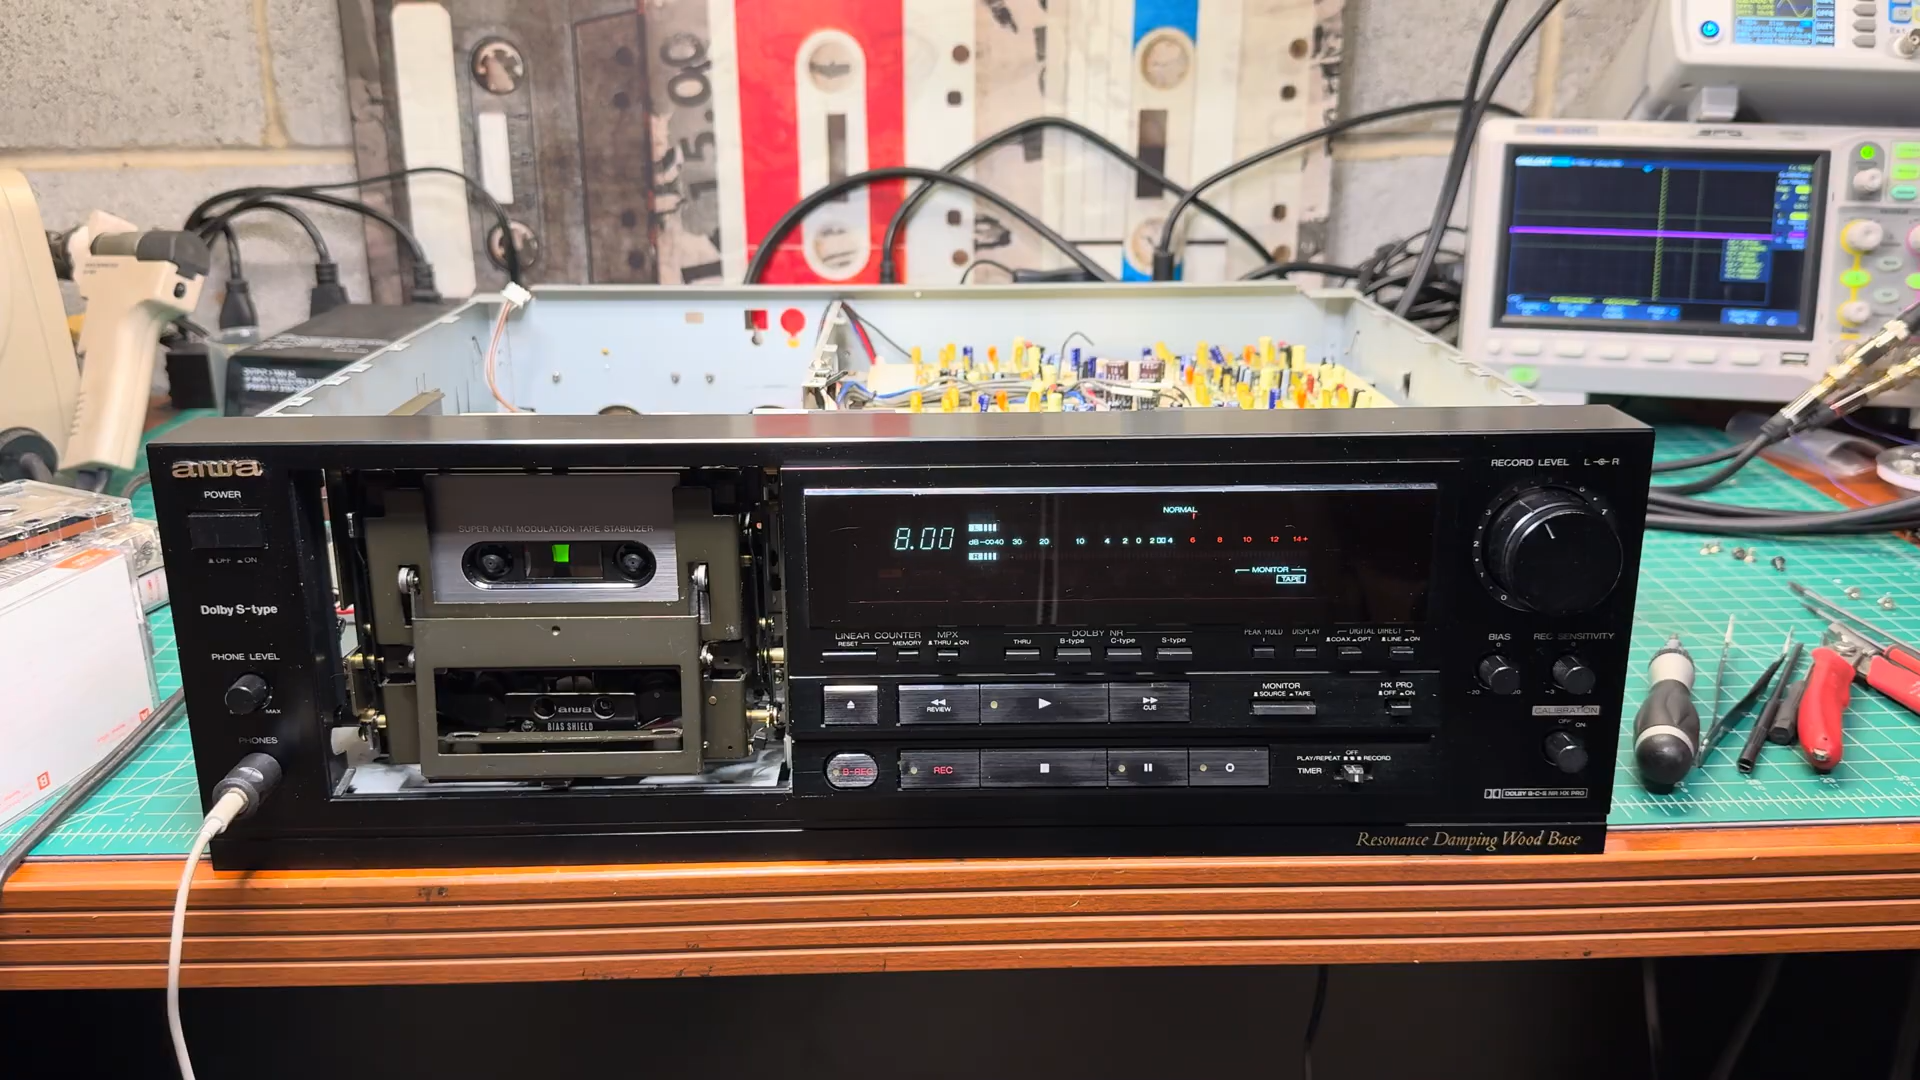 15.00
aiwa
POWER
OFF ON
Dolby S-type
PHONE LEVEL
MAX
PHONES
SUPER ANTI MODULATION TAPE STABILIZER
aiwa
BIAS SHIELD
NORMAL
8.00
dB-∞40 30 20 10 4 2 0 2 4 6 8 10 12 14+
MONITOR
TAPE
LINEAR COUNTER
RESET MEMORY
MPX
THRU ON
DOLBY NR
THRU B-type C-type S-type
PEAK HOLD
DISPLAY
DIGITAL DIRECT
COAX OPT LINE ON
REVIEW
CUE
MONITOR
SOURCE TAPE
HX PRO
OFF ON
REC
OFF
PLAY/REPEAT RECORD
TIMER
RECORD LEVEL L R
BIAS
REC SENSITIVITY
CALIBRATION
OFF ON
DOLBY B-C-S NR HX PRO
Resonance Damping Wood Base